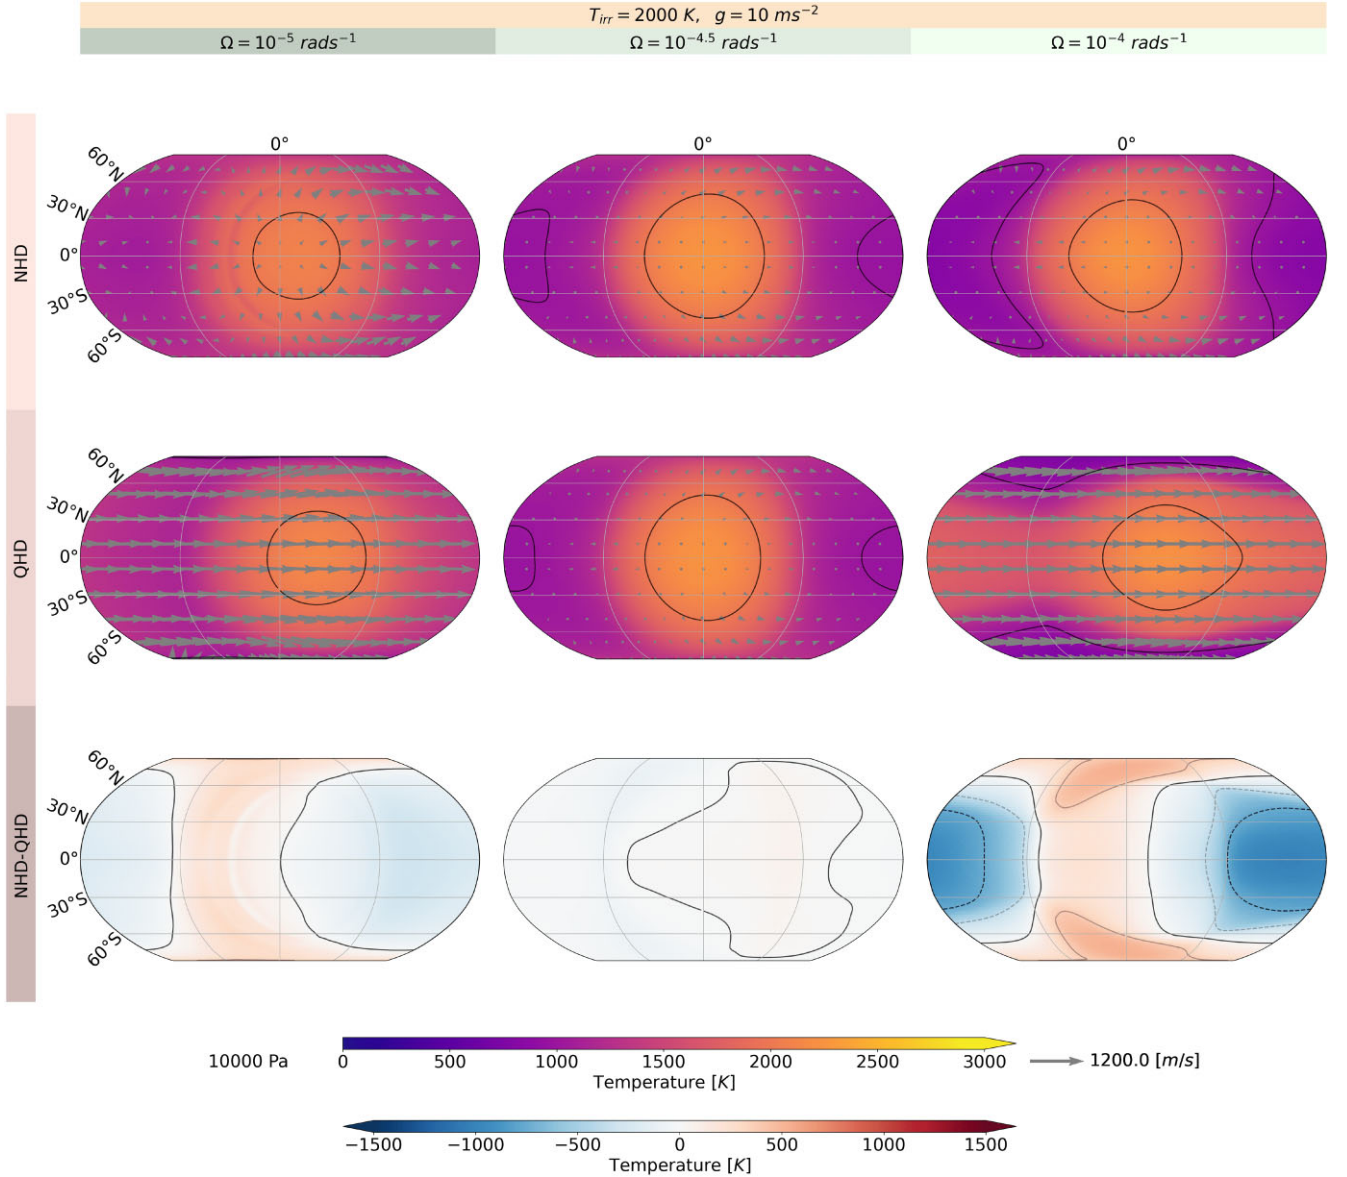 T_irr = 2000 K, g = 10 ms⁻²
Ω = 10⁻⁵ rads⁻¹ Ω = 10⁻⁴·⁵ rads⁻¹ Ω = 10⁻⁴ rads⁻¹
NHD
0° 0° 0°
60°N
30°N
0°
30°S
60°S
QHD
60°N
30°N
0°
30°S
60°S
NHD-QHD
60°N
30°N
0°
30°S
60°S
10000 Pa
0 500 1000 1500 2000 2500 3000
Temperature [K]
1200.0 [m/s]
−1500 −1000 −500 0 500 1000 1500
Temperature [K]